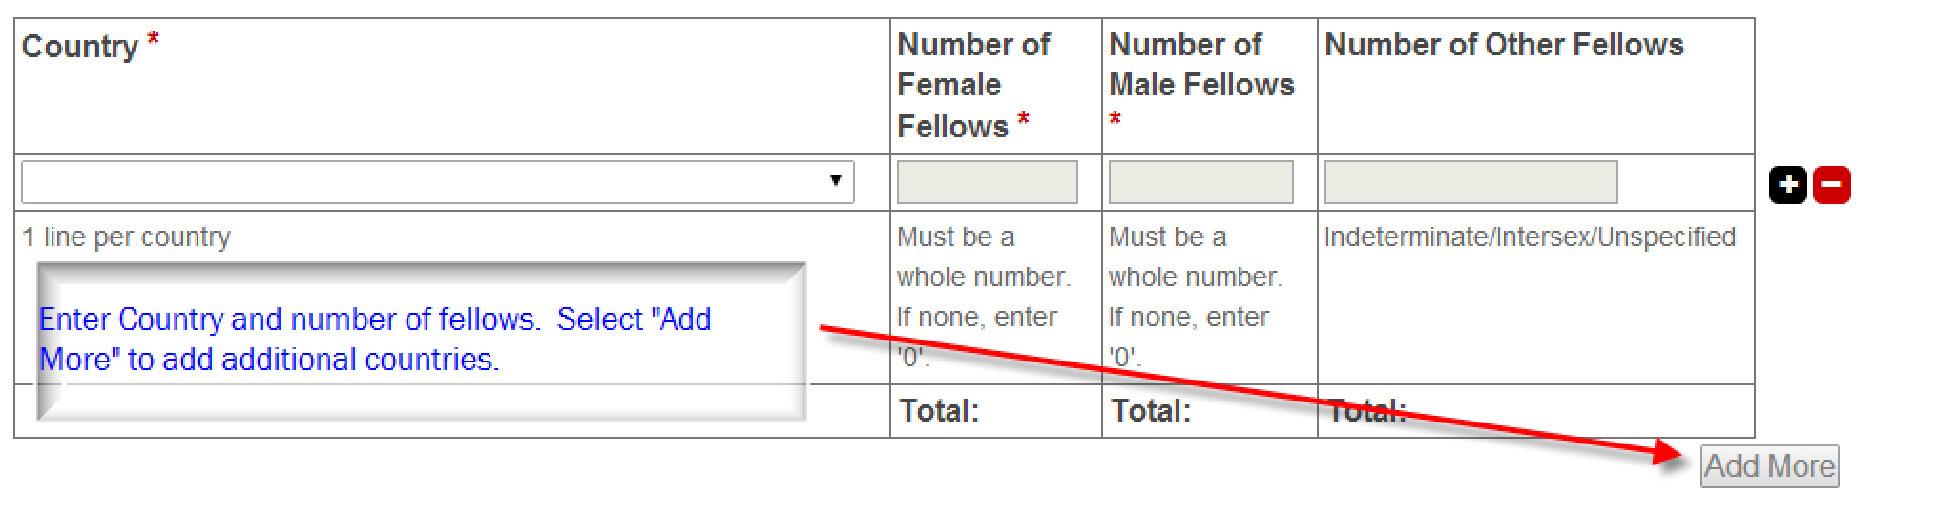 Country *
Number of
Female
Fellows *
Number of
Male Fellows
*
Number of Other Fellows
1 line per country
Must be a
whole number.
If none, enter
'0'.
Must be a
whole number.
If none, enter
'0'.
Indeterminate/Intersex/Unspecified
Enter Country and number of fellows.  Select "Add
More" to add additional countries.
Total:
Total:
Total:
Add More